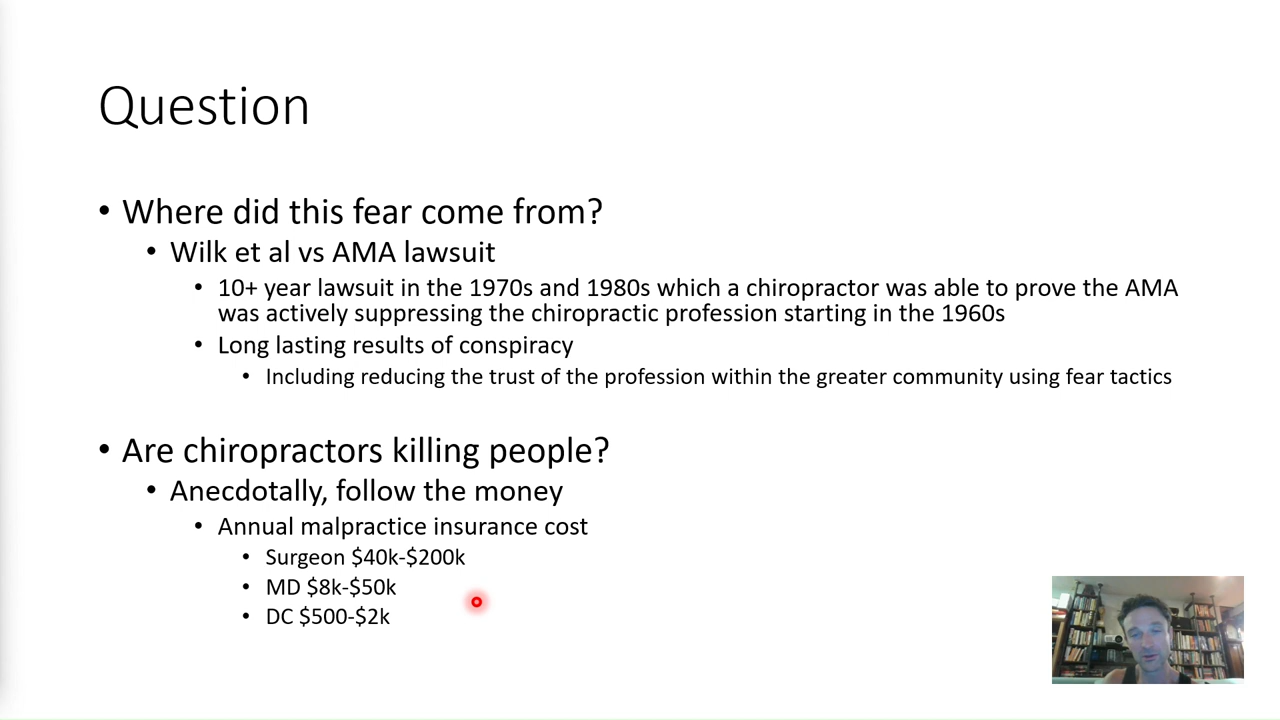 Question
• Where did this fear come from?
• Wilk et al vs AMA lawsuit
• 10+ year lawsuit in the 1970s and 1980s which a chiropractor was able to prove the AMA
was actively suppressing the chiropractic profession starting in the 1960s
• Long lasting results of conspiracy
• Including reducing the trust of the profession within the greater community using fear tactics
• Are chiropractors killing people?
• Anecdotally, follow the money
• Annual malpractice insurance cost
• Surgeon $40k-$200k
• MD $8k-$50k
• DC $500-$2k